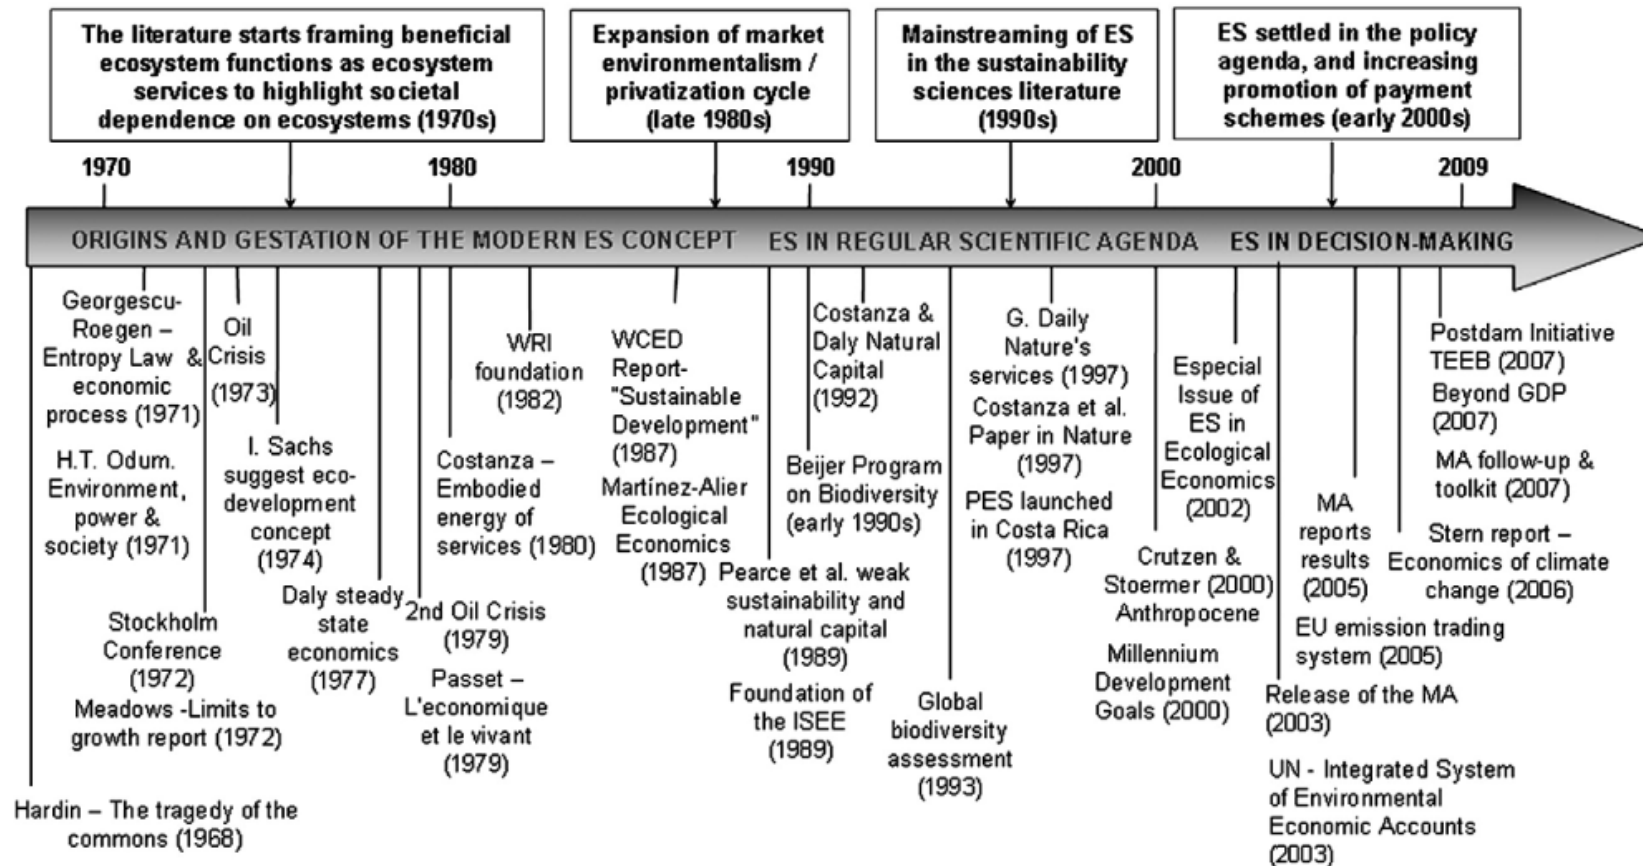 The literature starts framing beneficial
ecosystem functions as ecosystem
services to highlight societal
dependence on ecosystems (1970s)
Expansion of market
environmentalism /
privatization cycle
(late 1980s)
Mainstreaming of ES
in the sustainability
sciences literature
(1990s)
ES settled in the policy
agenda, and increasing
promotion of payment
schemes (early 2000s)
1970
1980
1990
2000
2009
ORIGINS AND GESTATION OF THE MODERN ES CONCEPT
ES IN REGULAR SCIENTIFIC AGENDA
ES IN DECISION-MAKING
Georgescu-
Roegen –
Entropy Law &
economic
process (1971)
H.T. Odum.
Environment,
power &
society (1971)
Oil
Crisis
(1973)
I. Sachs
suggest eco-
development
concept
(1974)
Stockholm
Conference
(1972)
Meadows -Limits to
growth report (1972)
Hardin – The tragedy of the
commons (1968)
Daly steady
state
economics
(1977)
WRI
foundation
(1982)
Costanza –
Embodied
energy of
services (1980)
2nd Oil Crisis
(1979)
Passet –
L'economique
et le vivant
(1979)
WCED
Report-
"Sustainable
Development"
(1987)
Martínez-Alier
Ecological
Economics
(1987)
Pearce et al. weak
sustainability and
natural capital
(1989)
Foundation of
the ISEE
(1989)
Costanza &
Daly Natural
Capital
(1992)
Beijer Program
on Biodiversity
(early 1990s)
Global
biodiversity
assessment
(1993)
G. Daily
Nature's
services (1997)
Costanza et al.
Paper in Nature
(1997)
PES launched
in Costa Rica
(1997)
Especial
Issue of
ES in
Ecological
Economics
(2002)
Crutzen &
Stoermer (2000)
Anthropocene
Millennium
Development
Goals (2000)
MA
reports
results
(2005)
EU emission trading
system (2005)
Release of the MA
(2003)
UN - Integrated System
of Environmental
Economic Accounts
(2003)
Postdam Initiative
TEEB (2007)
Beyond GDP
(2007)
MA follow-up &
toolkit (2007)
Stern report –
Economics of climate
change (2006)